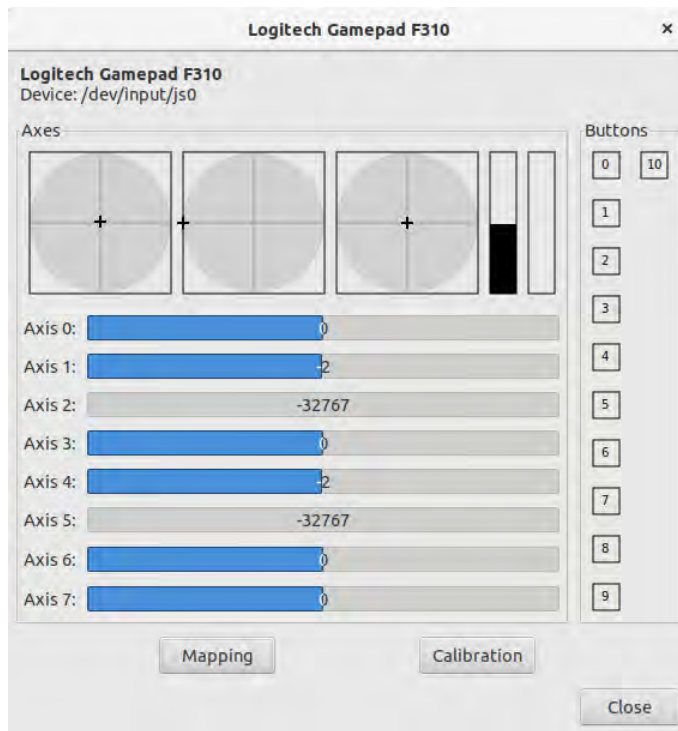 Logitech Gamepad F310 ×
Logitech Gamepad F310
Device: /dev/input/js0
Axes
Buttons
0 10
1
2
3
4
5
6
7
8
9
Axis 0: 0
Axis 1: -2
Axis 2: -32767
Axis 3: 0
Axis 4: -2
Axis 5: -32767
Axis 6: 0
Axis 7: 0
Mapping
Calibration
Close